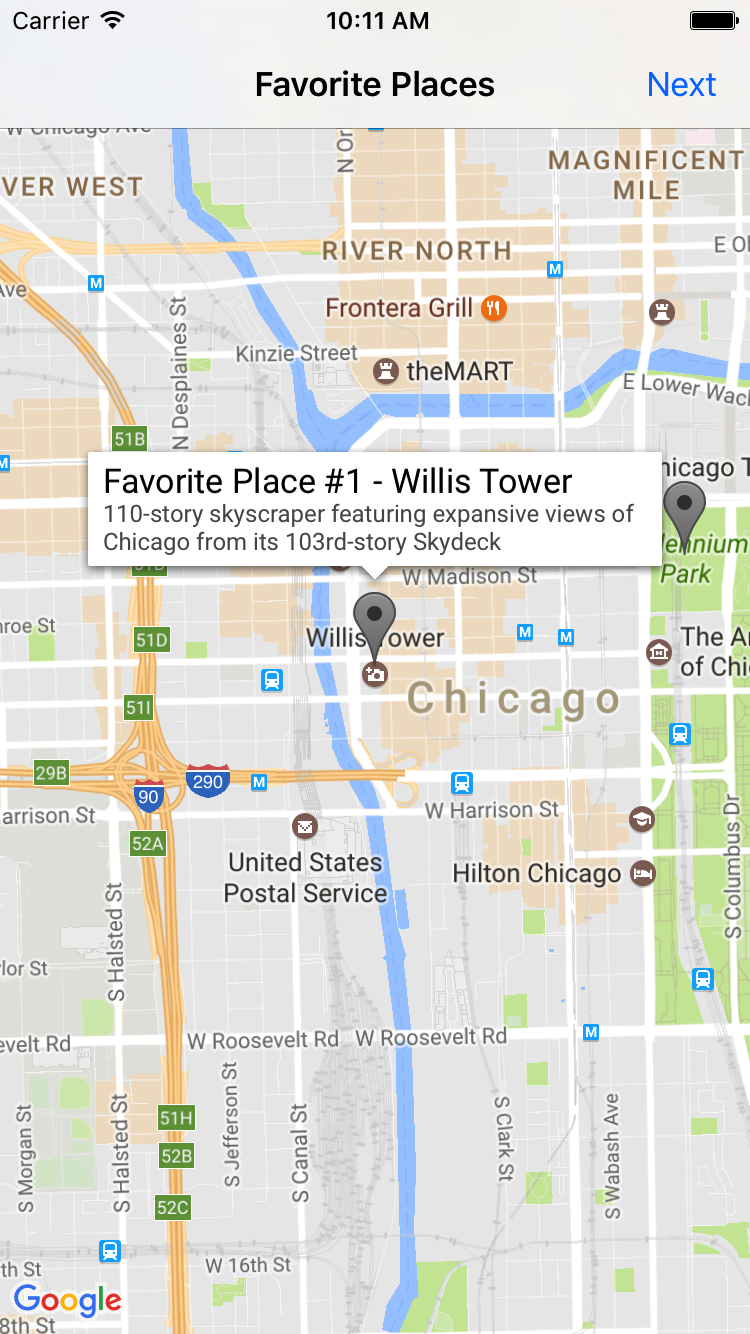 Carrier
10:11 AM
Favorite Places
Next
W Chicago Ave
VER WEST
N Or
MAGNIFICENT
MILE
RIVER NORTH
E Oh
M
M
Ave
Frontera Grill
N Desplaines St
Kinzie Street
theMART
E Lower Wack
51B
M
Favorite Place #1 - Willis Tower
110-story skyscraper featuring expansive views of
Chicago from its 103rd-story Skydeck
hicago T
lennium
Park
51B
W Madison St
nroe St
51D
Willis Tower
M
M
The Ar
of Chi
51I
Chicago
29B
90
290
M
arrison St
W Harrison St
52A
United States
Postal Service
Hilton Chicago
S Columbus Dr
S Halsted St
ylor St
evelt Rd
W Roosevelt Rd
W Roosevelt Rd
M
S Morgan St
S Halsted St
51H
52B
52C
S Jefferson St
S Canal St
S Clark St
S Wabash Ave
W 16th St
th St
Google
8th St